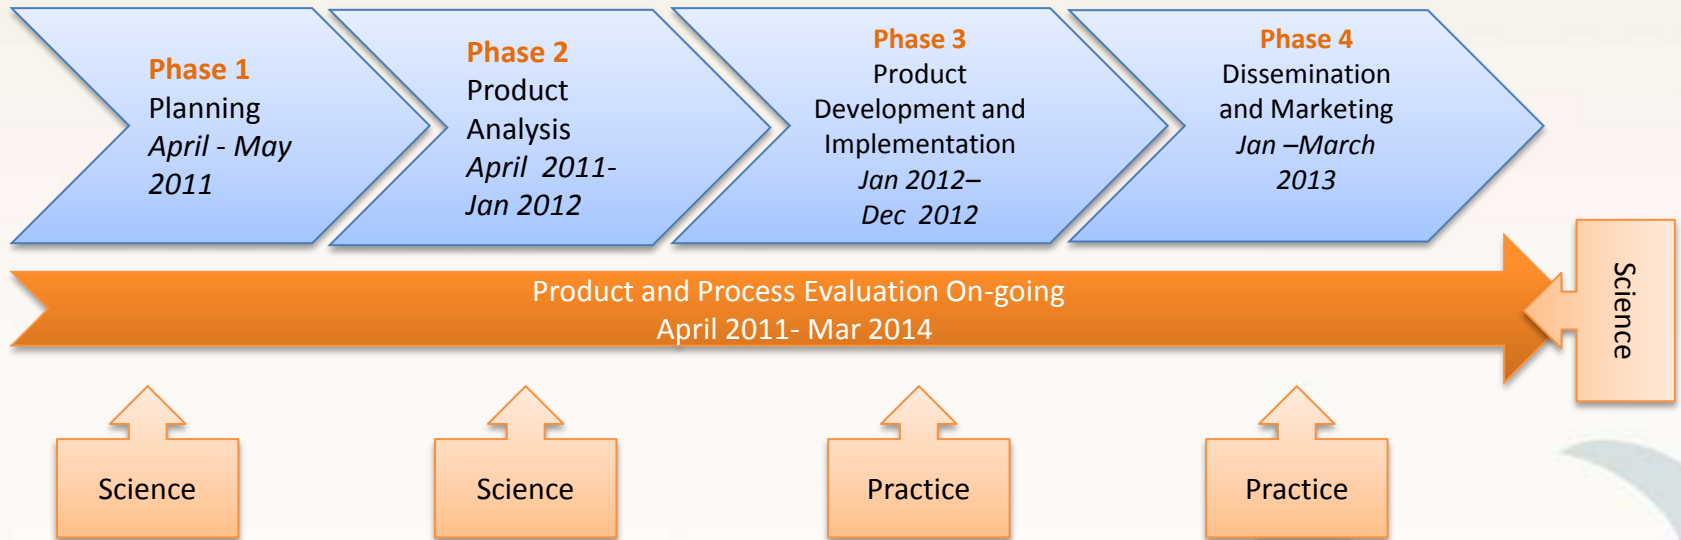 Phase 1
Planning
April - May
2011
Phase 2
Product
Analysis
April  2011-
Jan 2012
Phase 3
Product
Development and
Implementation
Jan 2012–
Dec  2012
Phase 4
Dissemination
and Marketing
Jan –March
2013
Product and Process Evaluation On-going
April 2011- Mar 2014
Science
Science
Science
Practice
Practice